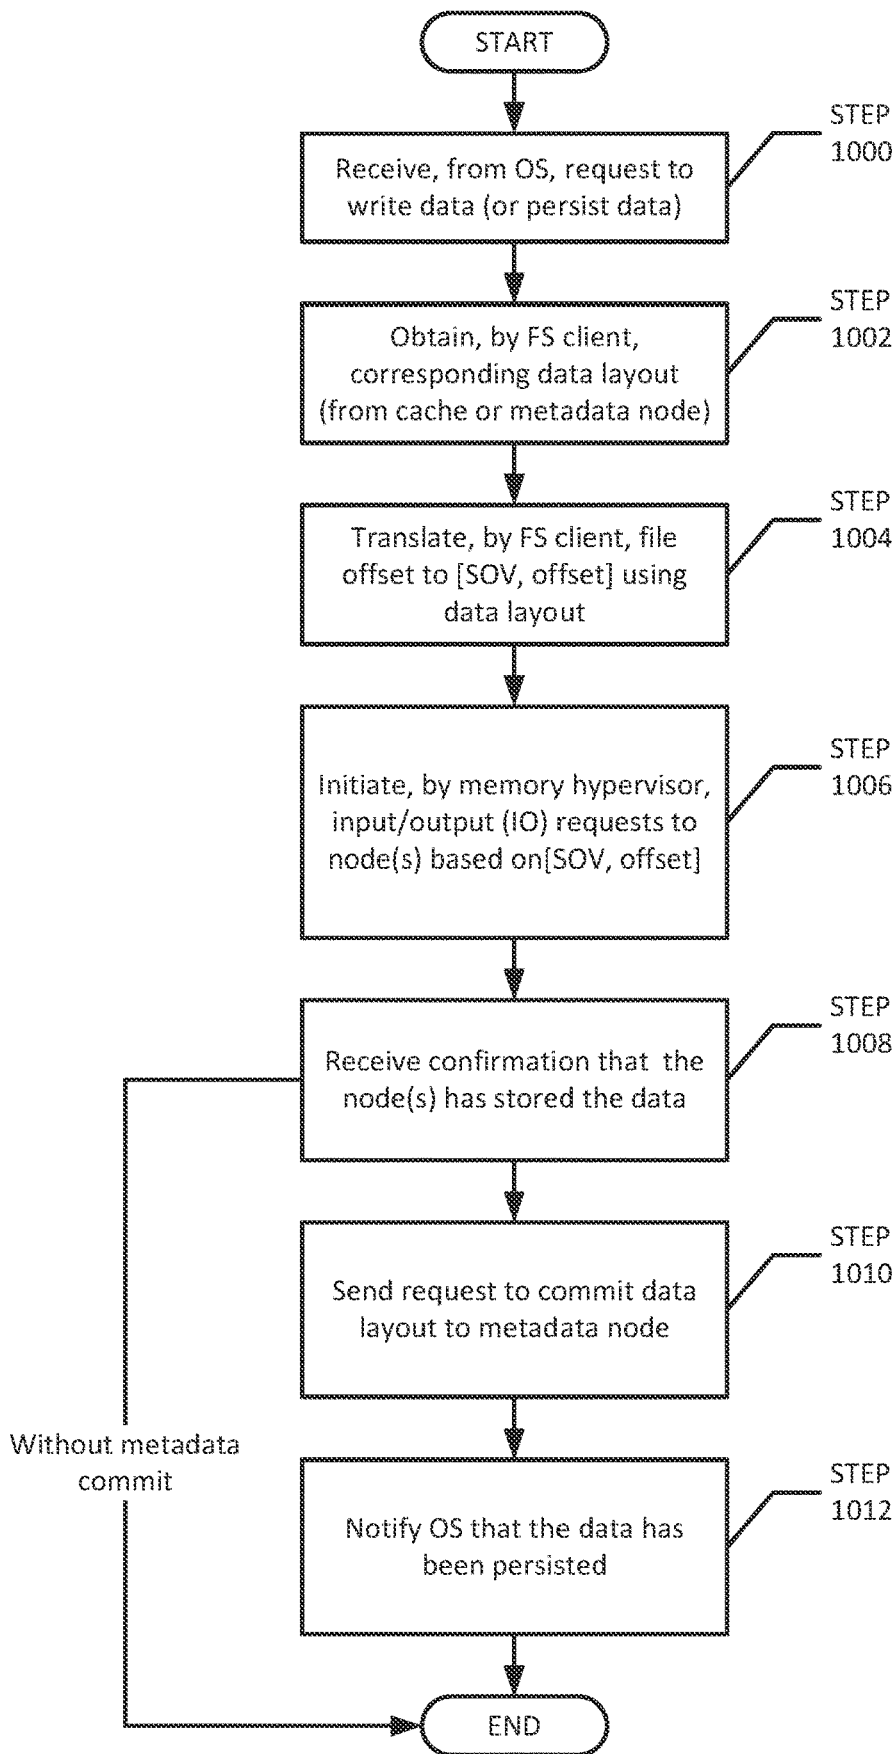 START
STEP
1000
Receive, from OS, request to
write data (or persist data)
STEP
1002
Obtain, by FS client,
corresponding data layout
(from cache or metadata node)
STEP
1004
Translate, by FS client, file
offset to [SOV, offset] using
data layout
STEP
1006
Initiate, by memory hypervisor,
input/output (IO) requests to
node(s) based on[SOV, offset]
STEP
1008
Receive confirmation that the
node(s) has stored the data
STEP
1010
Send request to commit data
layout to metadata node
Without metadata
commit
STEP
1012
Notify OS that the data has
been persisted
END